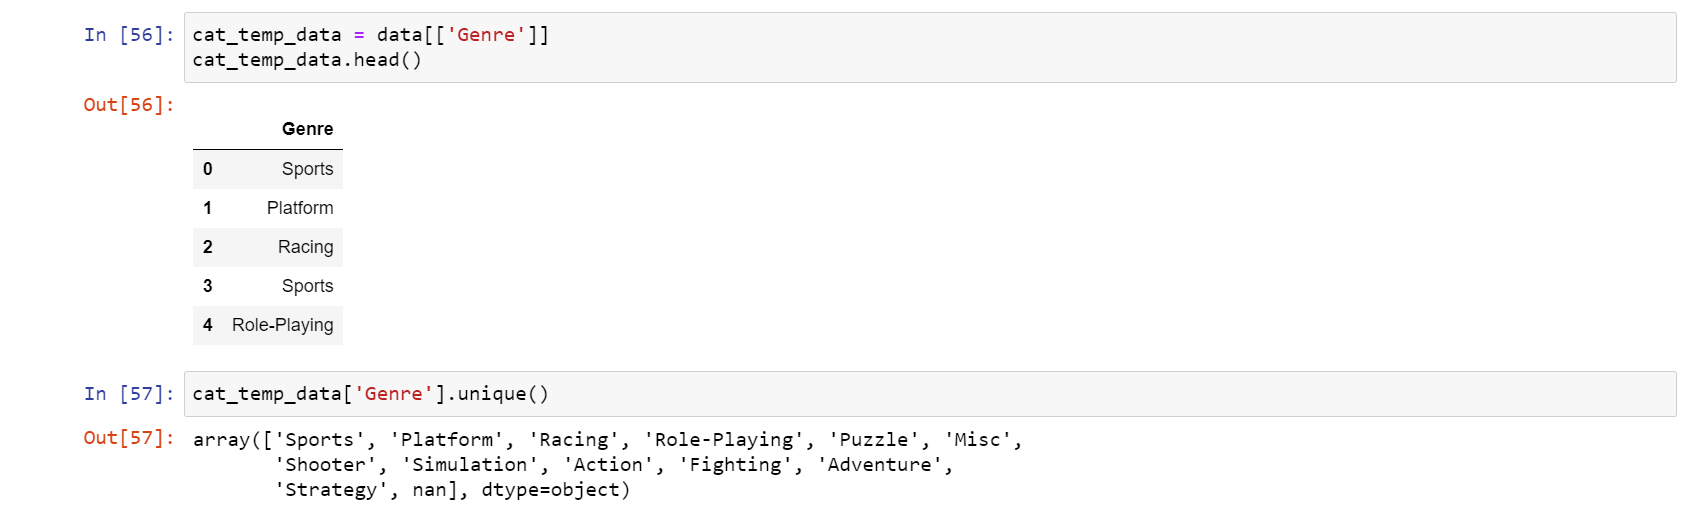 In [56]: cat_temp_data = data[['Genre']]
cat_temp_data.head()
Out[56]:
Genre
0 Sports
1 Platform
2 Racing
3 Sports
4 Role-Playing
In [57]: cat_temp_data['Genre'].unique()
Out[57]: array(['Sports', 'Platform', 'Racing', 'Role-Playing', 'Puzzle', 'Misc',
'Shooter', 'Simulation', 'Action', 'Fighting', 'Adventure',
'Strategy', nan], dtype=object)